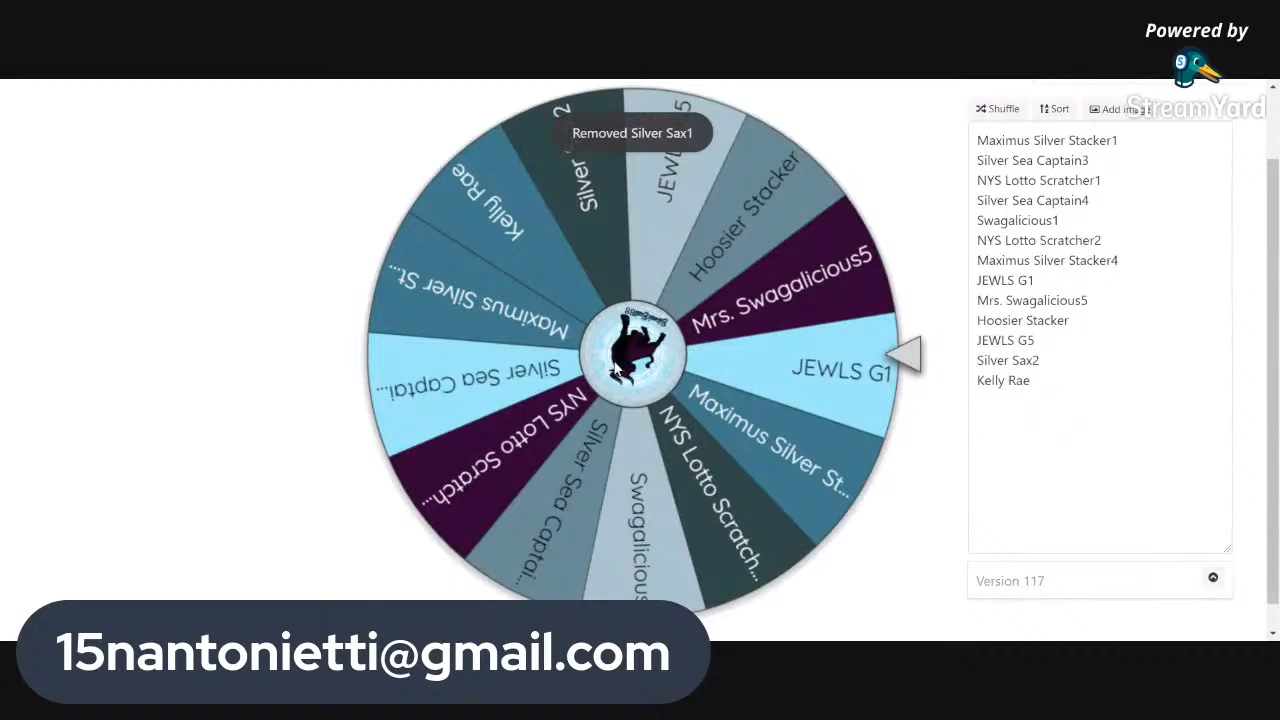 Powered by
StreamYard
Shuffle
Sort
Add
Removed Silver Sax1
Maximus Silver Stacker1
Silver Sea Captain3
NYS Lotto Scratcher1
Silver Sea Captain4
Swagalicious1
NYS Lotto Scratcher2
Maximus Silver Stacker4
JEWLS G1
Mrs. Swagalicious5
Hoosier Stacker
JEWLS G5
Silver Sax2
Kelly Rae
Version 117
Kelly Rae
Silver
JEWL
Hoosier Stacker
Mrs. Swagalicious5
JEWLS G1
Maximus Silver St...
NYS Lotto Scratch...
Swagalicious
Silver Sea Captai...
NYS Lotto Scratch...
Silver Sea Captai...
Maximus Silver St...
15nantonietti@gmail.com